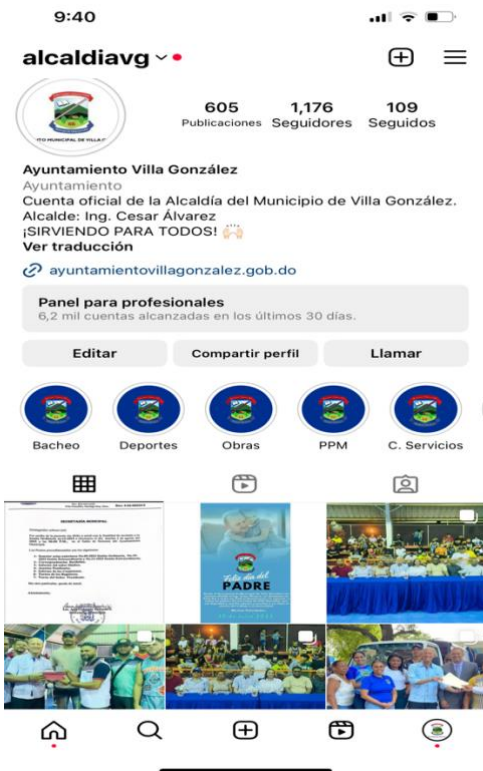 9:40
alcaldiavg
605 1,176 109
Publicaciones Seguidores Seguidos
Ayuntamiento Villa González
Ayuntamiento
Cuenta oficial de la Alcaldía del Municipio de Villa González.
Alcalde: Ing. Cesar Álvarez
¡SIRVIENDO PARA TODOS! 🙌🏻
Ver traducción
ayuntamientovillagonzalez.gob.do
Panel para profesionales
6,2 mil cuentas alcanzadas en los últimos 30 días.
Editar Compartir perfil Llamar
Bacheo Deportes Obras PPM C. Servicios
SECRETARÍA MUNICIPAL
Feliz día del
PADRE